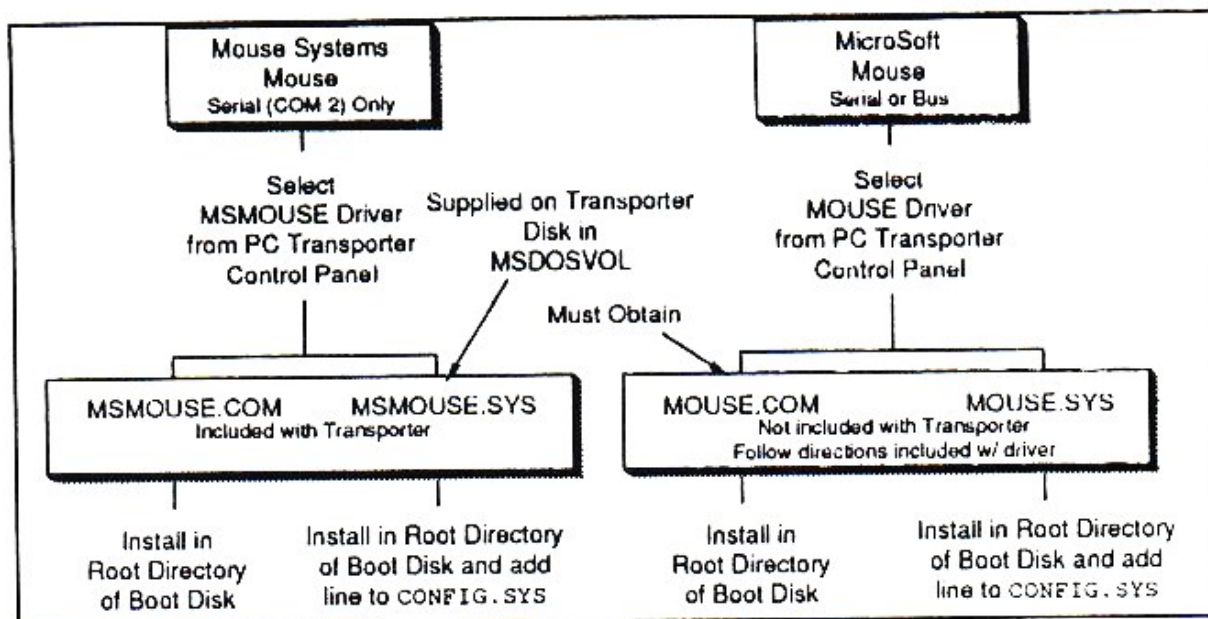 Mouse Systems
Mouse
Serial (COM 2) Only
MicroSoft
Mouse
Serial or Bus
Select
MSMOUSE Driver
from PC Transporter
Control Panel
Supplied on Transporter
Disk in
MSDOSVOL
Select
MOUSE Driver
from PC Transporter
Control Panel
Must Obtain
MSMOUSE.COM MSMOUSE.SYS
Included with Transporter
MOUSE.COM MOUSE.SYS
Not included with Transporter
Follow directions included w/ driver
Install in
Root Directory
of Boot Disk
Install in Root Directory
of Boot Disk and add
line to CONFIG.SYS
Install in
Root Directory
of Boot Disk
Install in Root Directory
of Boot Disk and add
line to CONFIG.SYS